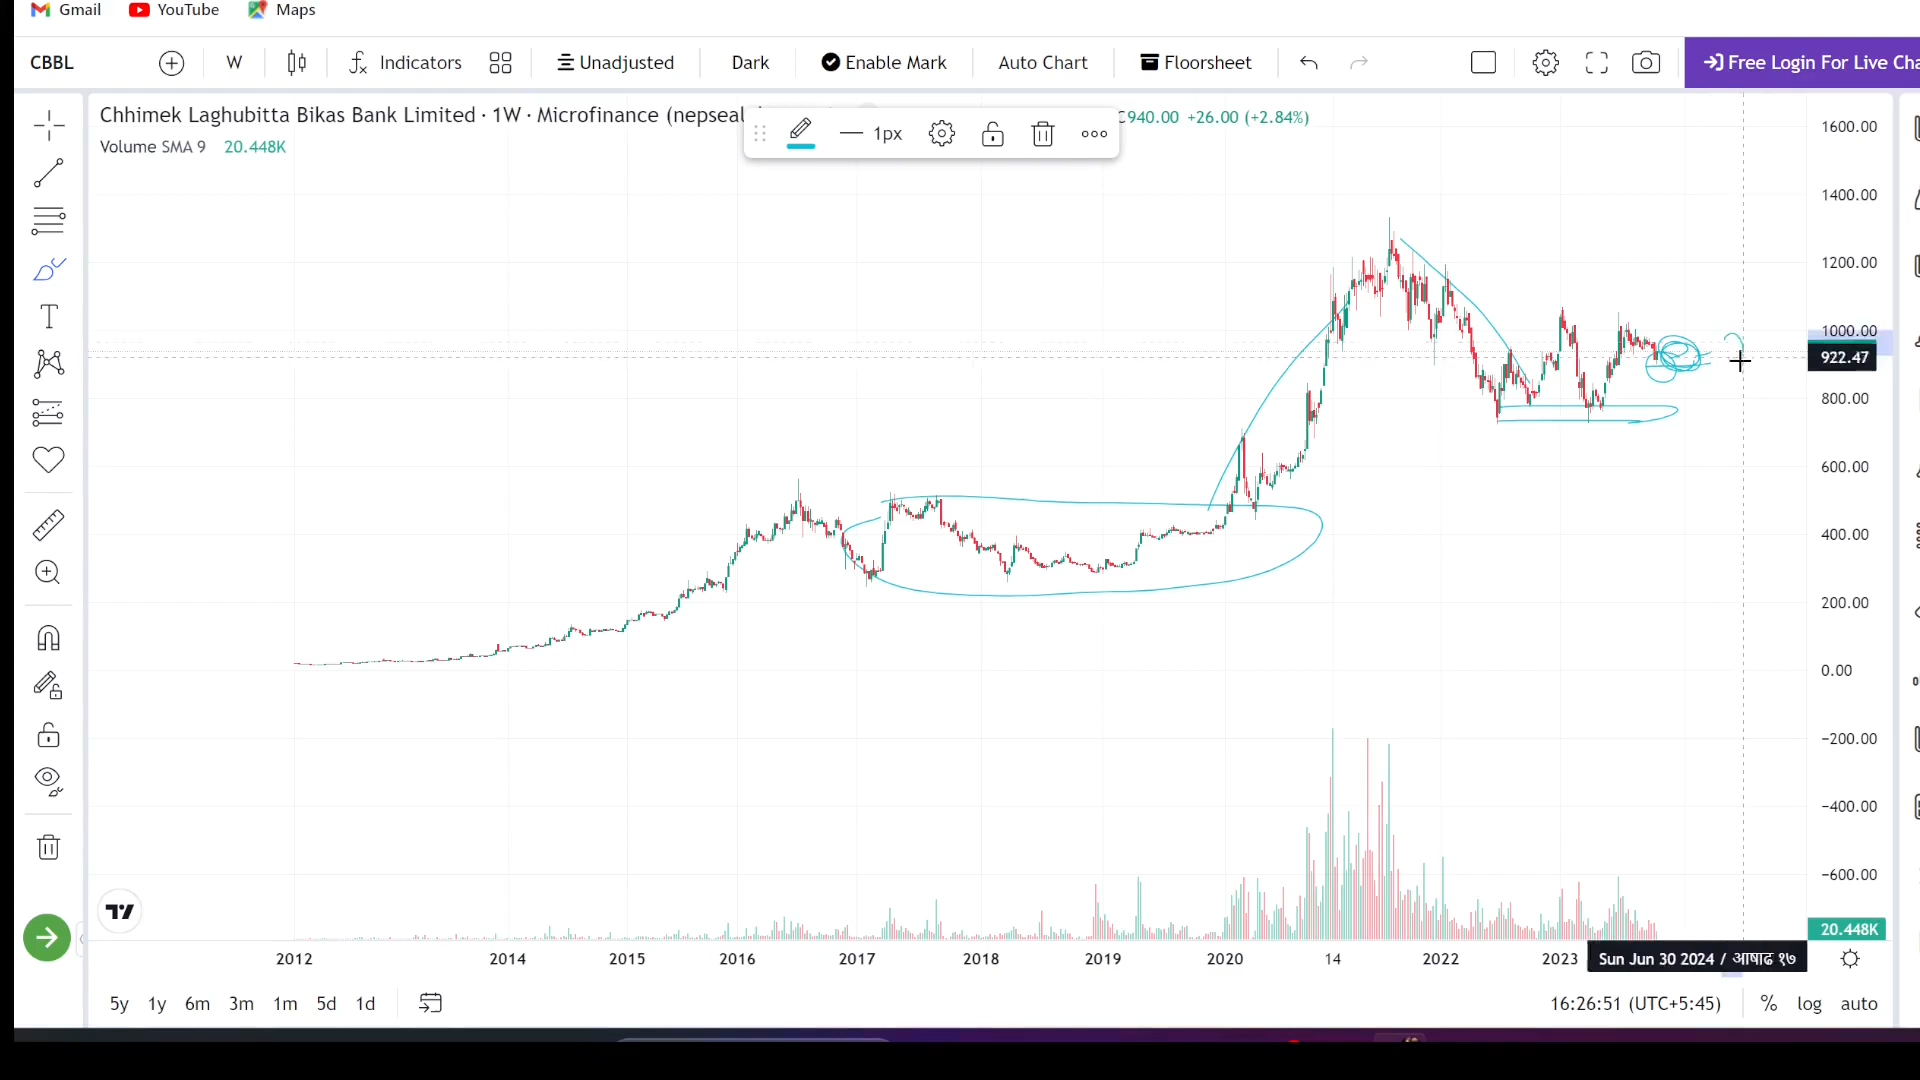 Gmail YouTube Maps
CBBL W Indicators Unadjusted Dark Enable Mark Auto Chart Floorsheet Free Login For Live
Chhimek Laghubitta Bikas Bank Limited · 1W · Microfinance 940.00 +26.00 (+2.84%)
1px
Volume SMA 9 20.448K
1600.00
1400.00
1200.00
1000.00
922.47
800.00
600.00
400.00
200.00
0.00
−200.00
−400.00
−600.00
20.448K
2012 2014 2015 2016 2017 2018 2019 2020 14 2022 2023 Sun Jun 30 2024 / आषाढ १७
5y 1y 6m 3m 1m 5d 1d 16:26:51 (UTC+5:45) % log auto